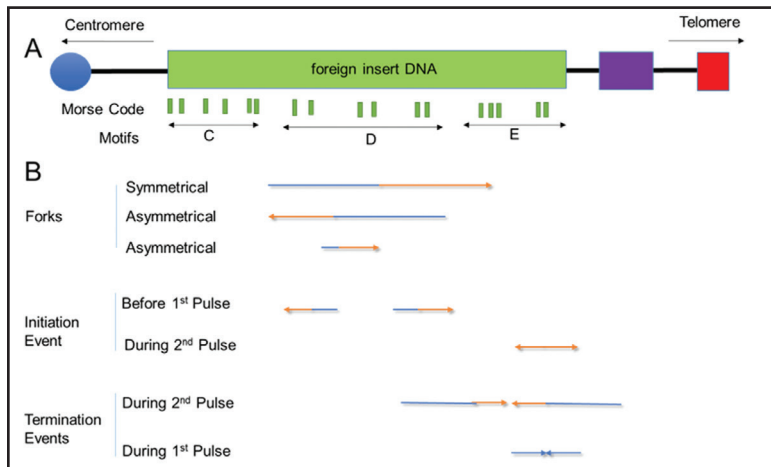 Centromere
Telomere
A
foreign insert DNA
Morse Code
Motifs
C
D
E
B
Symmetrical
Forks
Asymmetrical
Asymmetrical
Before 1st Pulse
Initiation
Event
During 2nd Pulse
During 2nd Pulse
Termination
Events
During 1st Pulse